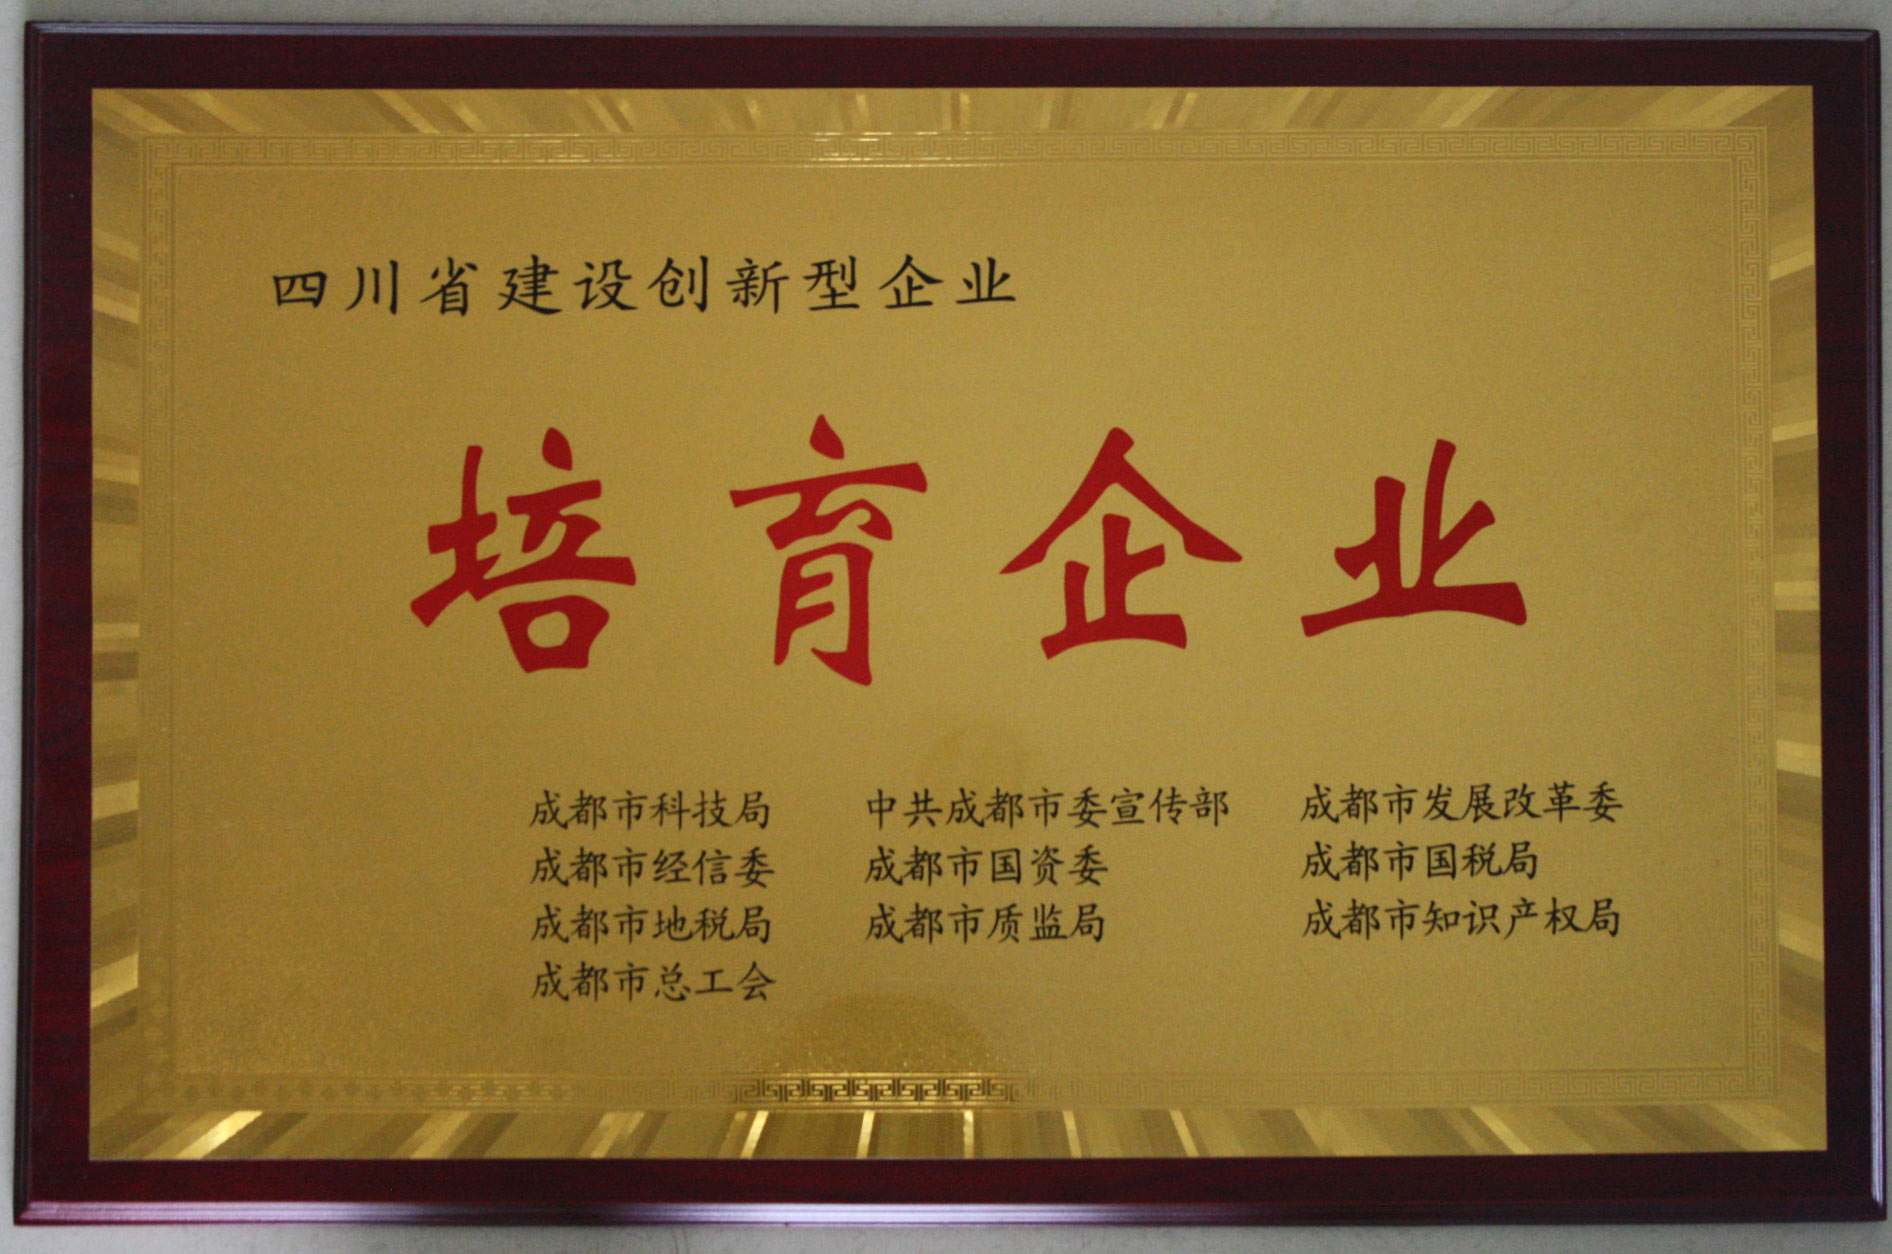 四川省建设创新型企业
培育企业
成都市科技局 中共成都市委宣传部 成都市发展改革委
成都市经信委 成都市国资委 成都市国税局
成都市地税局 成都市质监局 成都市知识产权局
成都市总工会